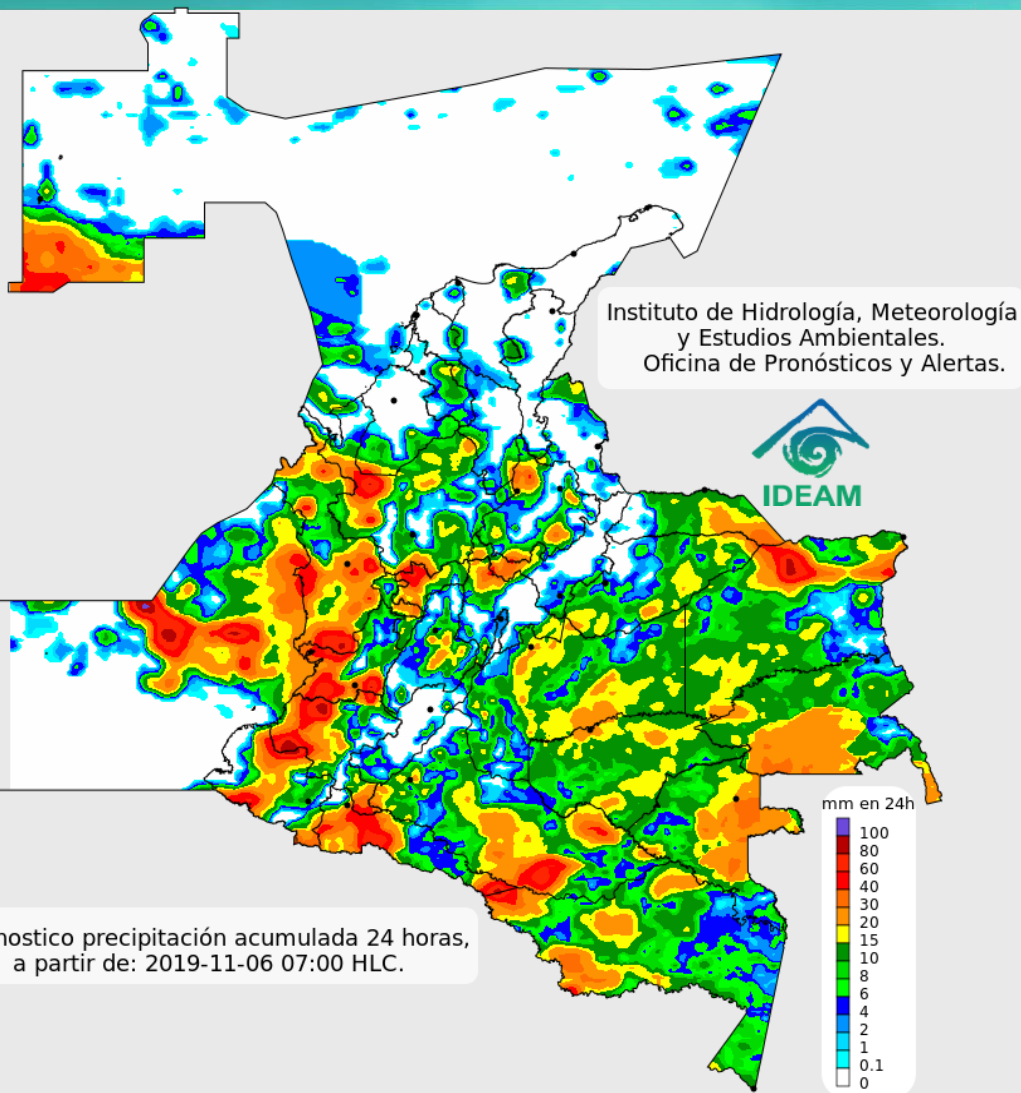 Instituto de Hidrología, Meteorología
y Estudios Ambientales.
Oficina de Pronósticos y Alertas.
IDEAM
mm en 24h
100
80
60
40
30
20
15
10
8
6
4
2
1
0.1
0
nostico precipitación acumulada 24 horas,
a partir de: 2019-11-06 07:00 HLC.